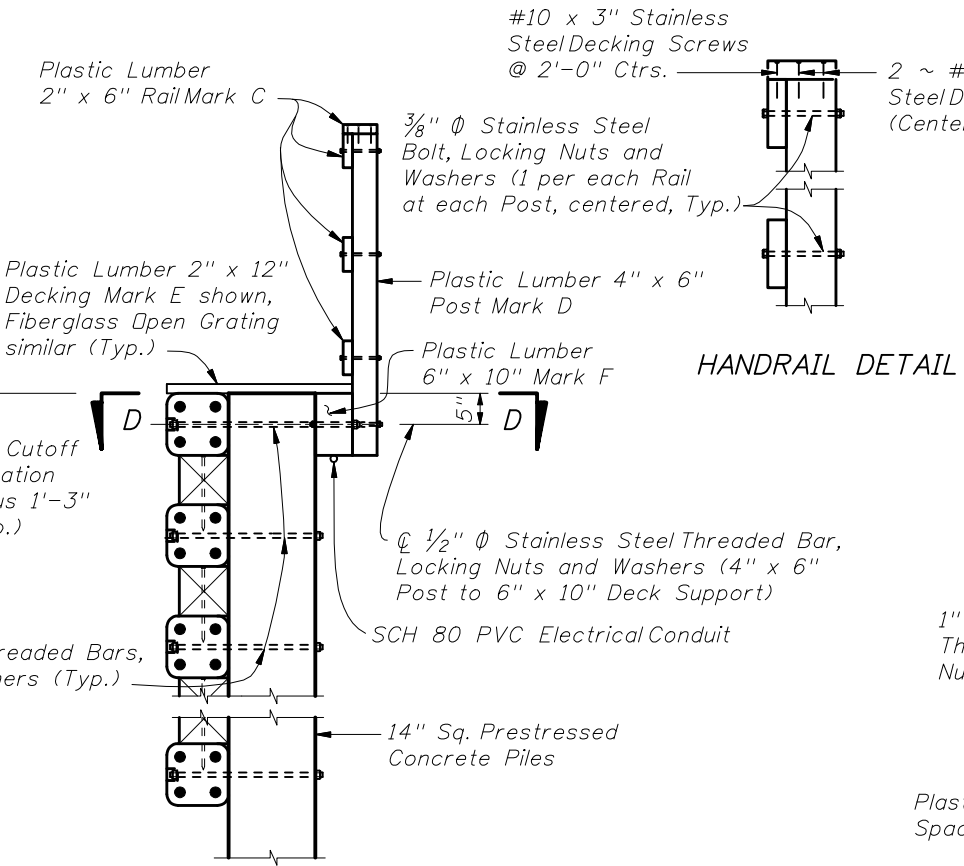 #10 x 3" Stainless
Steel Decking Screws
@ 2'-0" Ctrs.
2 ~ #
Steel D
(Center
Plastic Lumber
2" x 6" Rail Mark C
3/8" Φ Stainless Steel
Bolt, Locking Nuts and
Washers (1 per each Rail
at each Post, centered, Typ.)
Plastic Lumber 2" x 12"
Decking Mark E shown,
Fiberglass Open Grating
similar (Typ.)
Plastic Lumber 4" x 6"
Post Mark D
Plastic Lumber
6" x 10" Mark F
HANDRAIL DETAIL
D
5"
D
Cutoff
ation
us 1'-3"
.)
℄ 1/2" Φ Stainless Steel Threaded Bar,
Locking Nuts and Washers (4" x 6"
Post to 6" x 10" Deck Support)
SCH 80 PVC Electrical Conduit
1"
Th
Nu
readed Bars,
hers (Typ.)
14" Sq. Prestressed
Concrete Piles
Plast
Spac